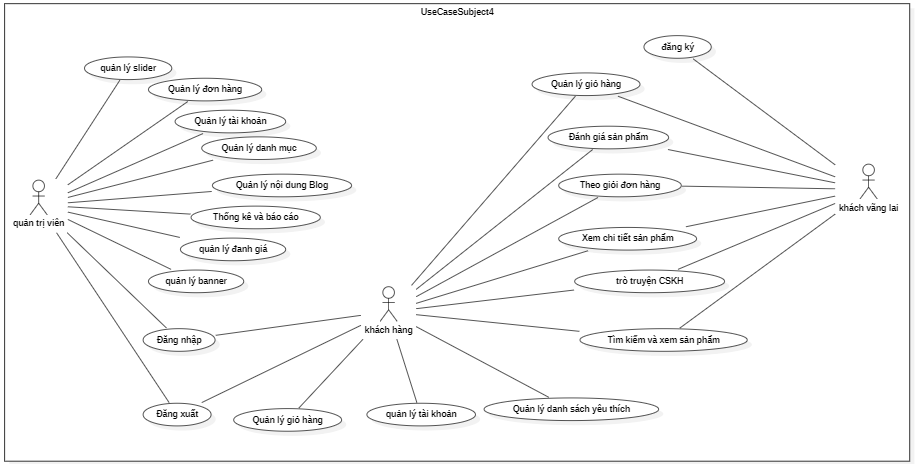 UseCaseSubject4
đăng ký
quản lý slider
Quản lý đơn hàng
Quản lý giỏ hàng
Quản lý tài khoản
Đánh giá sản phẩm
Quản lý danh mục
Quản lý nội dung Blog
Theo giỏi đơn hàng
khách vãng lai
Thống kê và báo cáo
quản trị viên
Xem chi tiết sản phẩm
quản lý đanh giá
quản lý banner
trò truyện CSKH
khách hàng
Đăng nhập
Tìm kiếm và xem sản phẩm
Đăng xuất
Quản lý giỏ hàng
quản lý tài khoản
Quản lý danh sách yêu thích